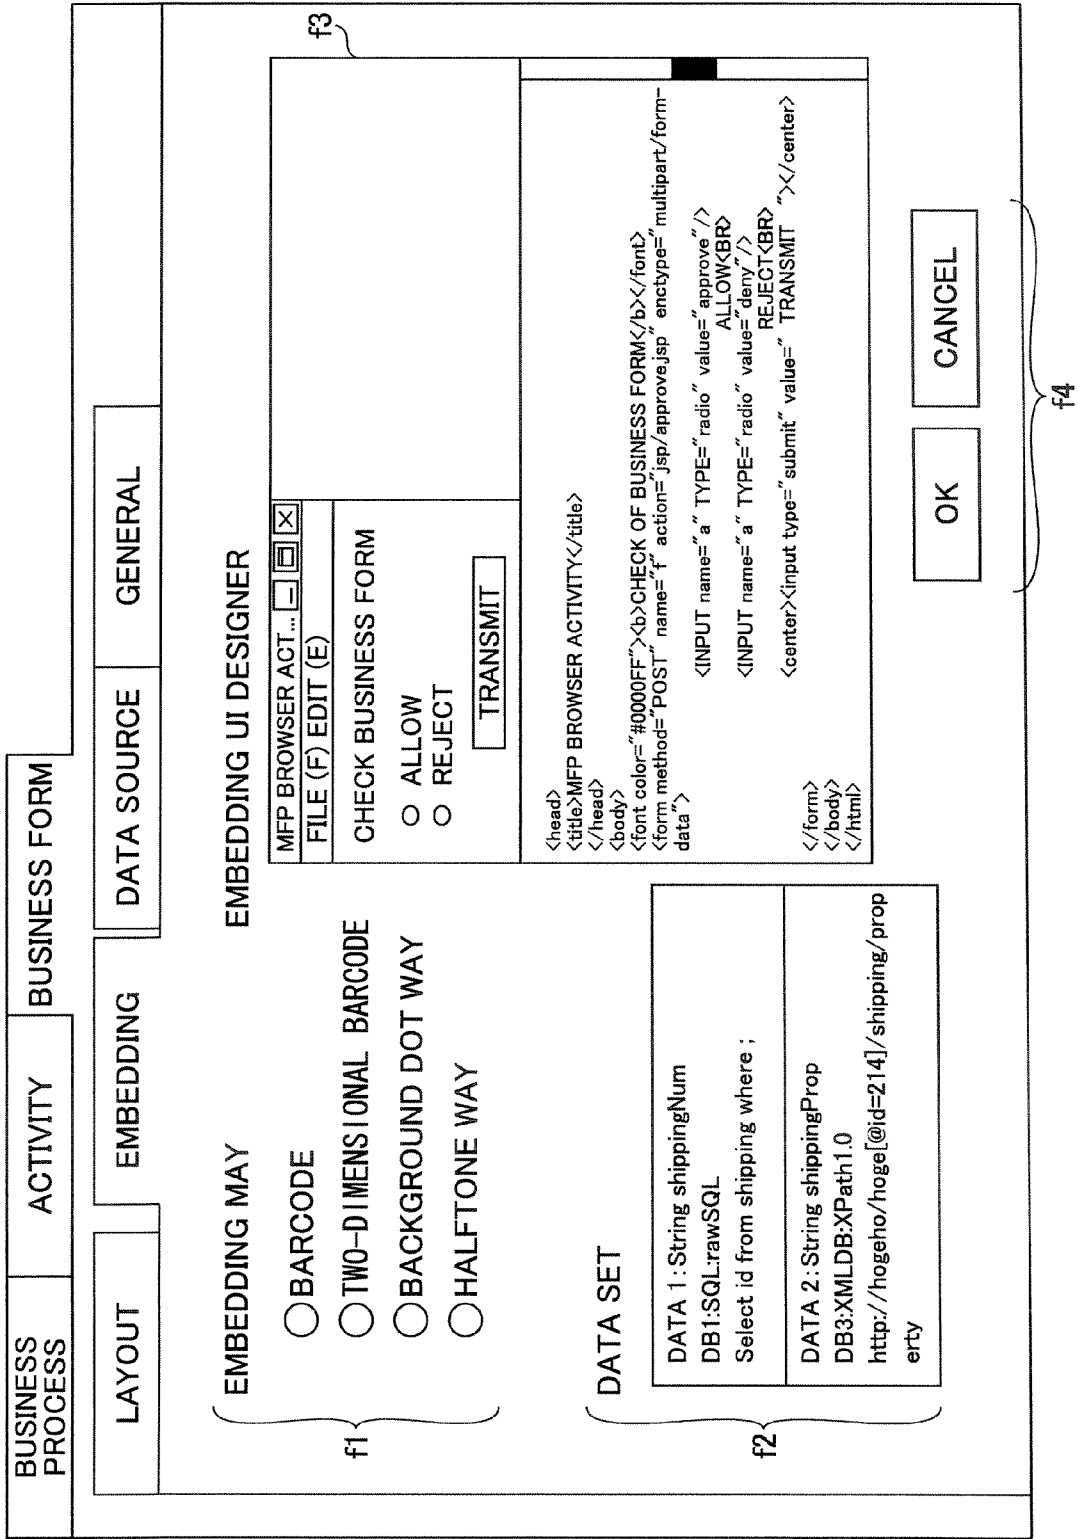 BUSINESS
PROCESS
ACTIVITY
BUSINESS FORM
LAYOUT
EMBEDDING
DATA SOURCE
GENERAL
EMBEDDING MAY
BARCODE
TWO-DIMENSIONAL BARCODE
BACKGROUND DOT WAY
HALFTONE WAY
f1
DATA SET
DATA 1:String shippingNum
DB1:SQL:rawSQL
Select id from shipping where ;
DATA 2:String shippingProp
DB3:XMLDB:XPath1.0
http://hogeho/hoge[@id=214]/shipping/prop
erty
f2
EMBEDDING UI DESIGNER
MFP BROWSER ACT...
FILE (F) EDIT (E)
CHECK BUSINESS FORM
ALLOW
REJECT
TRANSMIT
f3
<head>
<title>MFP BROWSER ACTIVITY</title>
</head>
<body>
<font color="#0000FF"><b>CHECK OF BUSINESS FORM</b></font>
<form method="POST" name="f" action="jsp/approve.jsp" enctype="multipart/form-
data">
<INPUT name="a" TYPE="radio" value="approve"/>
ALLOW<BR>
<INPUT name="a" TYPE="radio" value="deny"/>
REJECT<BR>
<center><input type="submit" value=" TRANSMIT "></center>
</form>
</body>
</html>
OK
CANCEL
f4